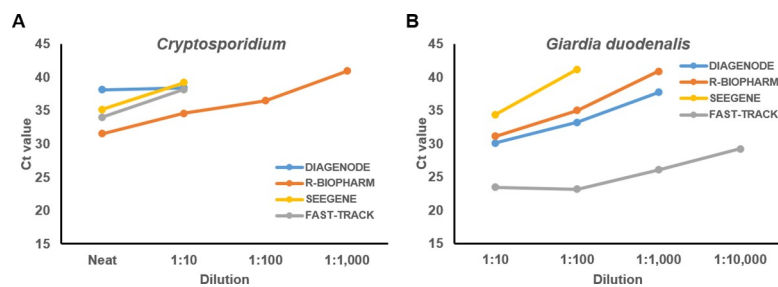 A
Cryptosporidium
45
40
35
30
25
20
15
Ct value
DIAGENODE
R-BIOPHARM
SEEGENE
FAST-TRACK
Neat
1:10
1:100
1:1,000
Dilution
B
Giardia duodenalis
45
40
35
30
25
20
15
Ct value
DIAGENODE
R-BIOPHARM
SEEGENE
FAST-TRACK
1:10
1:100
1:1,000
1:10,000
Dilution